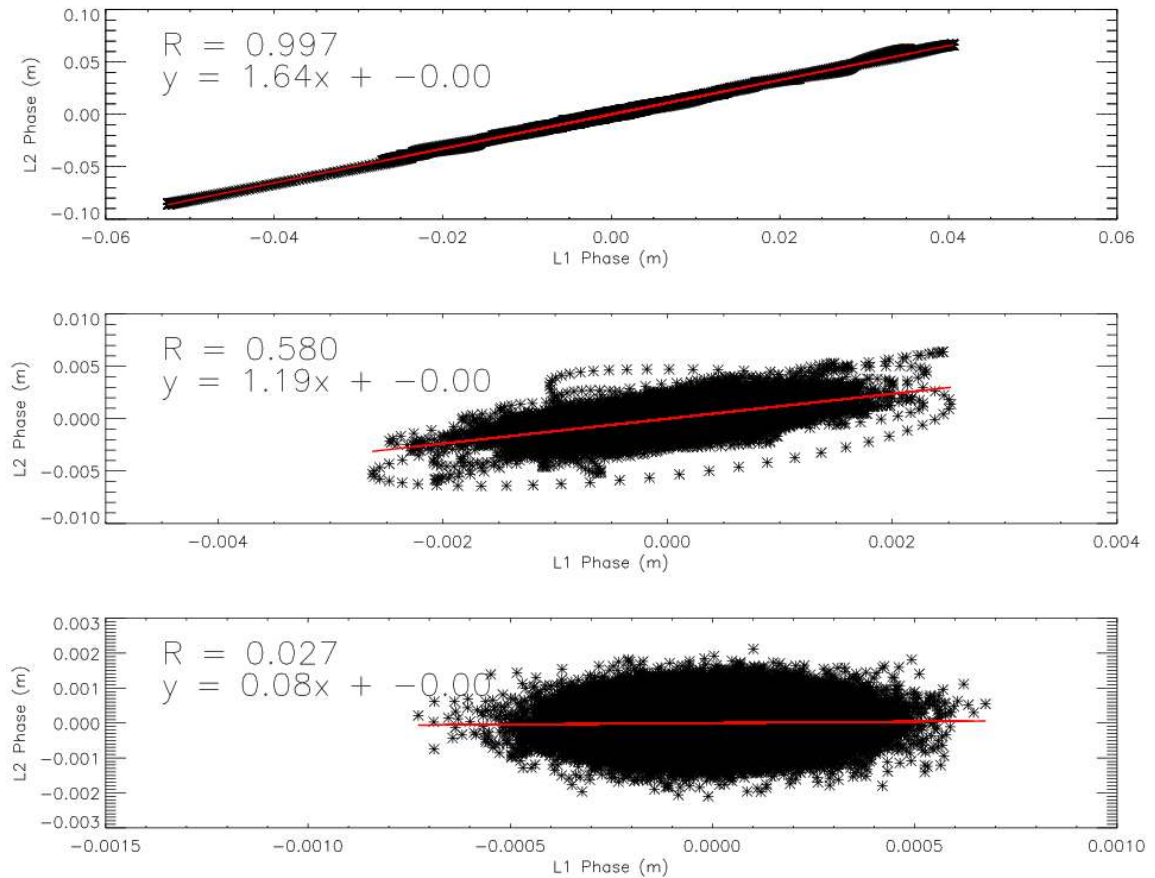 0.10
0.05
0.00
−0.05
−0.10
L2 Phase (m)
R = 0.997
y = 1.64x + −0.00
−0.06 −0.04 −0.02 0.00 0.02 0.04 0.06
L1 Phase (m)
0.010
0.005
0.000
−0.005
−0.010
L2 Phase (m)
R = 0.580
y = 1.19x + −0.00
−0.004 −0.002 0.000 0.002 0.004
L1 Phase (m)
0.003
0.002
0.001
0.000
−0.001
−0.002
−0.003
L2 Phase (m)
R = 0.027
y = 0.08x + −0.00
−0.0015 −0.0010 −0.0005 0.0000 0.0005 0.0010
L1 Phase (m)